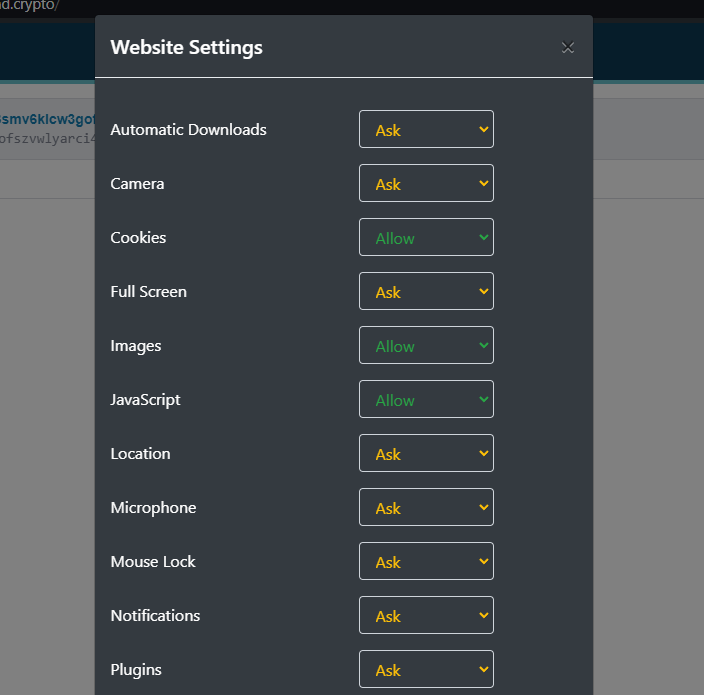 d.crypto/
Website Settings
×
smv6klcw3gof
ofszvwlyarci4
Automatic Downloads Ask
Camera Ask
Cookies Allow
Full Screen Ask
Images Allow
JavaScript Allow
Location Ask
Microphone Ask
Mouse Lock Ask
Notifications Ask
Plugins Ask